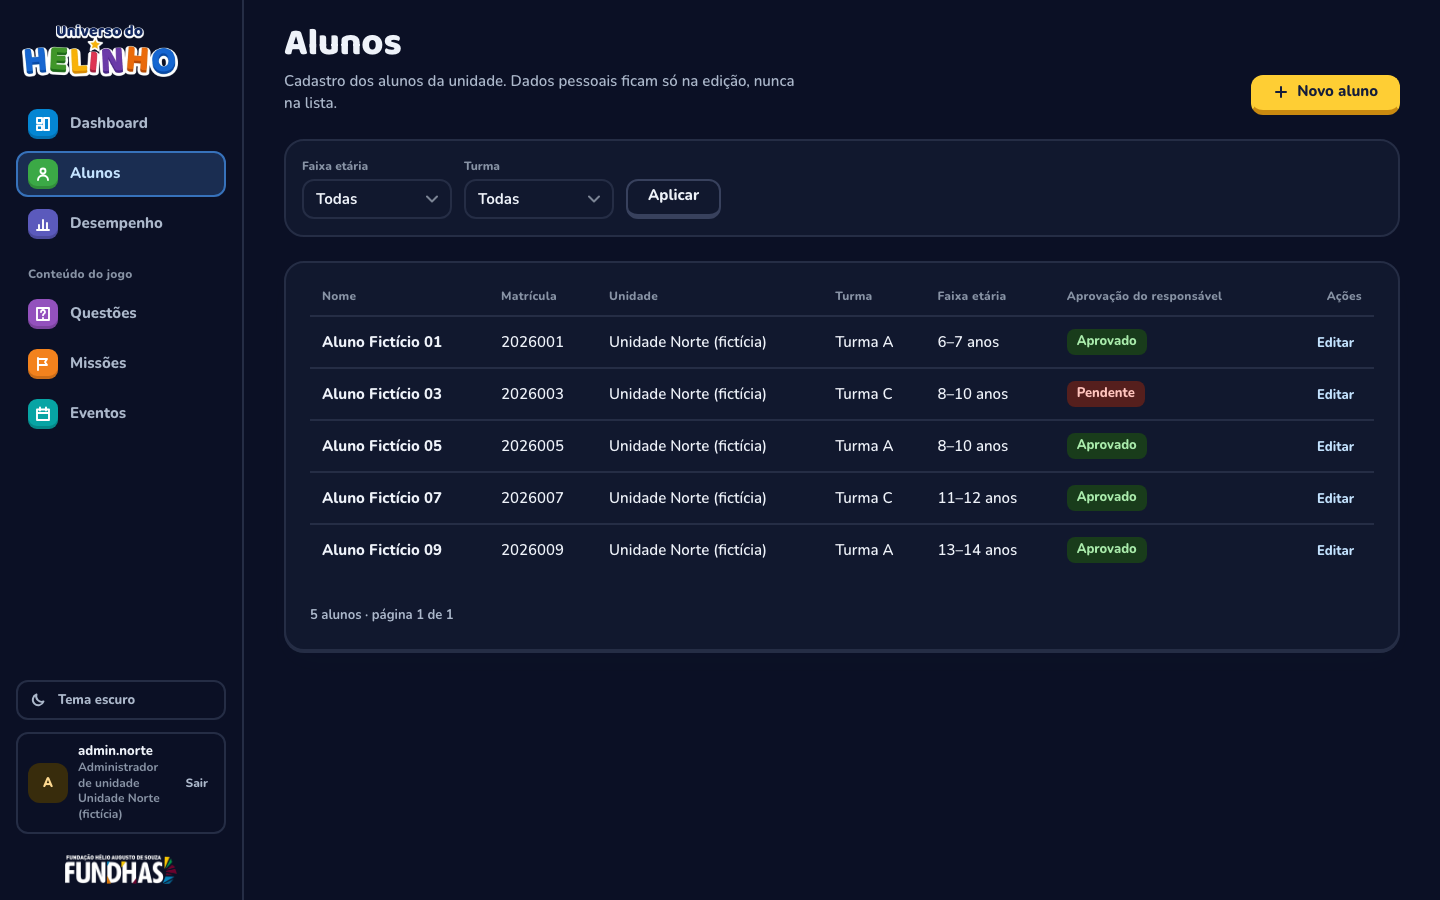 Universo do
HELINHO
Dashboard
Alunos
Desempenho
Conteúdo do jogo
Questões
Missões
Eventos
Tema escuro
A
admin.norte
Administrador
de unidade
Unidade Norte
(fictícia)
Sair
FUNDAÇÃO HÉLIO AUGUSTO DE SOUZA
FUNDHAS
Alunos
Cadastro dos alunos da unidade. Dados pessoais ficam só na edição, nunca
na lista.
+ Novo aluno
Faixa etária Turma
Todas Todas Aplicar
Nome Matrícula Unidade Turma Faixa etária Aprovação do responsável Ações
Aluno Fictício 01 2026001 Unidade Norte (fictícia) Turma A 6–7 anos Aprovado Editar
Aluno Fictício 03 2026003 Unidade Norte (fictícia) Turma C 8–10 anos Pendente Editar
Aluno Fictício 05 2026005 Unidade Norte (fictícia) Turma A 8–10 anos Aprovado Editar
Aluno Fictício 07 2026007 Unidade Norte (fictícia) Turma C 11–12 anos Aprovado Editar
Aluno Fictício 09 2026009 Unidade Norte (fictícia) Turma A 13–14 anos Aprovado Editar
5 alunos · página 1 de 1